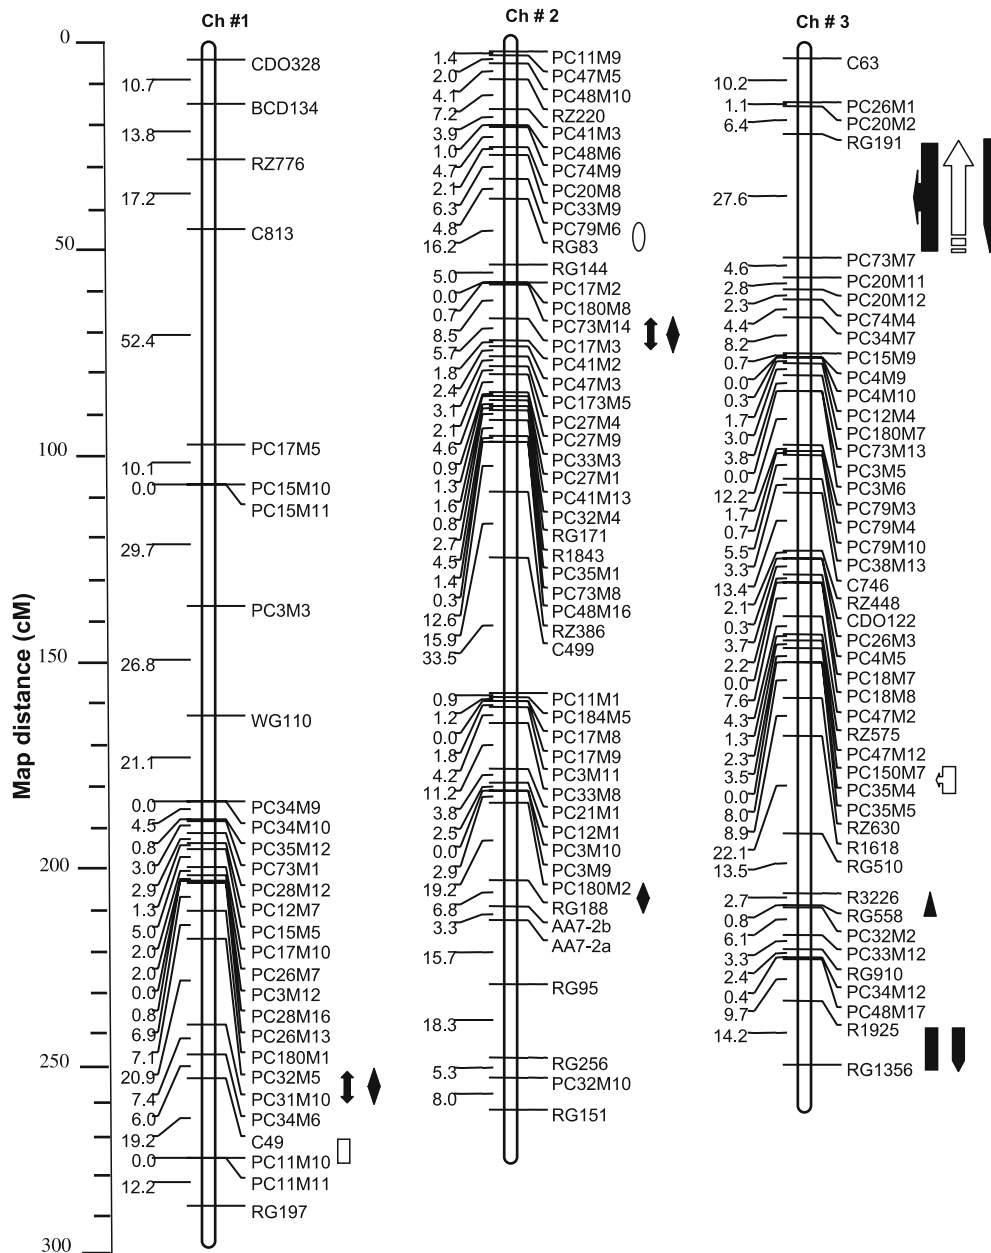 Ch #1
Ch # 2
Ch # 3
Map distance (cM)
0
50
100
150
200
250
300
10.7
13.8
17.2
52.4
10.1
0.0
29.7
26.8
21.1
0.0
4.5
0.8
3.0
2.9
1.3
5.0
2.0
2.0
0.0
0.8
6.9
7.1
20.9
7.4
6.0
19.2
0.0
12.2
CDO328
BCD134
RZ776
C813
PC17M5
PC15M10
PC15M11
PC3M3
WG110
PC34M9
PC34M10
PC35M12
PC73M1
PC28M12
PC12M7
PC15M5
PC17M10
PC26M7
PC3M12
PC28M16
PC26M13
PC180M1
PC32M5
PC31M10
PC34M6
C49
PC11M10
PC11M11
RG197
1.4
2.0
4.1
7.2
3.9
1.0
4.7
2.1
6.3
4.8
16.2
5.0
0.0
0.7
8.5
5.7
1.8
2.4
3.1
2.1
4.6
0.9
1.3
1.6
0.8
2.7
4.5
1.4
0.3
12.6
15.9
33.5
0.9
1.2
0.0
1.8
4.2
11.2
3.8
2.5
0.0
2.9
19.2
6.8
3.3
15.7
18.3
5.3
8.0
PC11M9
PC47M5
PC48M10
RZ220
PC41M3
PC48M6
PC74M9
PC20M8
PC33M9
PC79M6
RG83
RG144
PC17M2
PC180M8
PC73M14
PC17M3
PC41M2
PC47M3
PC173M5
PC27M4
PC27M9
PC33M3
PC27M1
PC41M13
PC32M4
RG171
R1843
PC35M1
PC73M8
PC48M16
RZ386
C499
PC11M1
PC184M5
PC17M8
PC17M9
PC3M11
PC33M8
PC21M1
PC12M1
PC3M10
PC3M9
PC180M2
RG188
AA7-2b
AA7-2a
RG95
RG256
PC32M10
RG151
10.2
1.1
6.4
27.6
4.6
2.8
2.3
4.4
8.2
0.7
0.0
0.3
1.7
3.0
3.8
0.0
12.2
1.7
0.7
5.5
3.3
13.4
2.1
0.3
3.7
2.2
0.0
7.6
4.3
1.3
2.3
3.5
0.0
8.0
8.9
22.1
13.5
2.7
0.8
6.1
3.3
2.4
0.4
9.7
14.2
C63
PC26M1
PC20M2
RG191
PC73M7
PC20M11
PC20M12
PC74M4
PC34M7
PC15M9
PC4M9
PC4M10
PC12M4
PC180M7
PC73M13
PC3M5
PC3M6
PC79M3
PC79M4
PC79M10
PC38M13
C746
RZ448
CDO122
PC26M3
PC4M5
PC18M7
PC18M8
PC47M2
RZ575
PC47M12
PC150M7
PC35M4
PC35M5
RZ630
R1618
RG510
R3226
RG558
PC32M2
PC33M12
RG910
PC34M12
PC48M17
R1925
RG1356